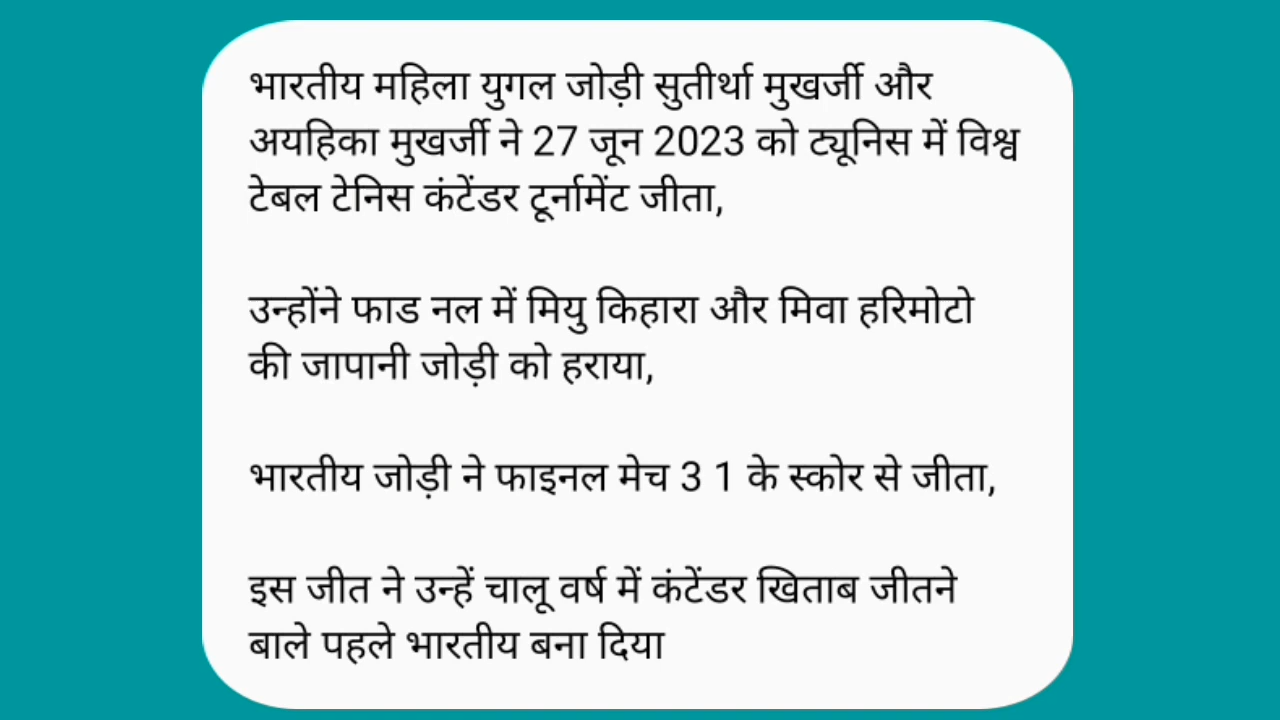 भारतीय महिला युगल जोड़ी सुतीर्था मुखर्जी और
अयहिका मुखर्जी ने 27 जून 2023 को ट्यूनिस में विश्व
टेबल टेनिस कंटेंडर टूर्नामेंट जीता,
उन्होंने फाड नल में मियु किहारा और मिवा हरिमोटो
की जापानी जोड़ी को हराया,
भारतीय जोड़ी ने फाइनल मेच 3 1 के स्कोर से जीता,
इस जीत ने उन्हें चालू वर्ष में कंटेंडर खिताब जीतने
बाले पहले भारतीय बना दिया